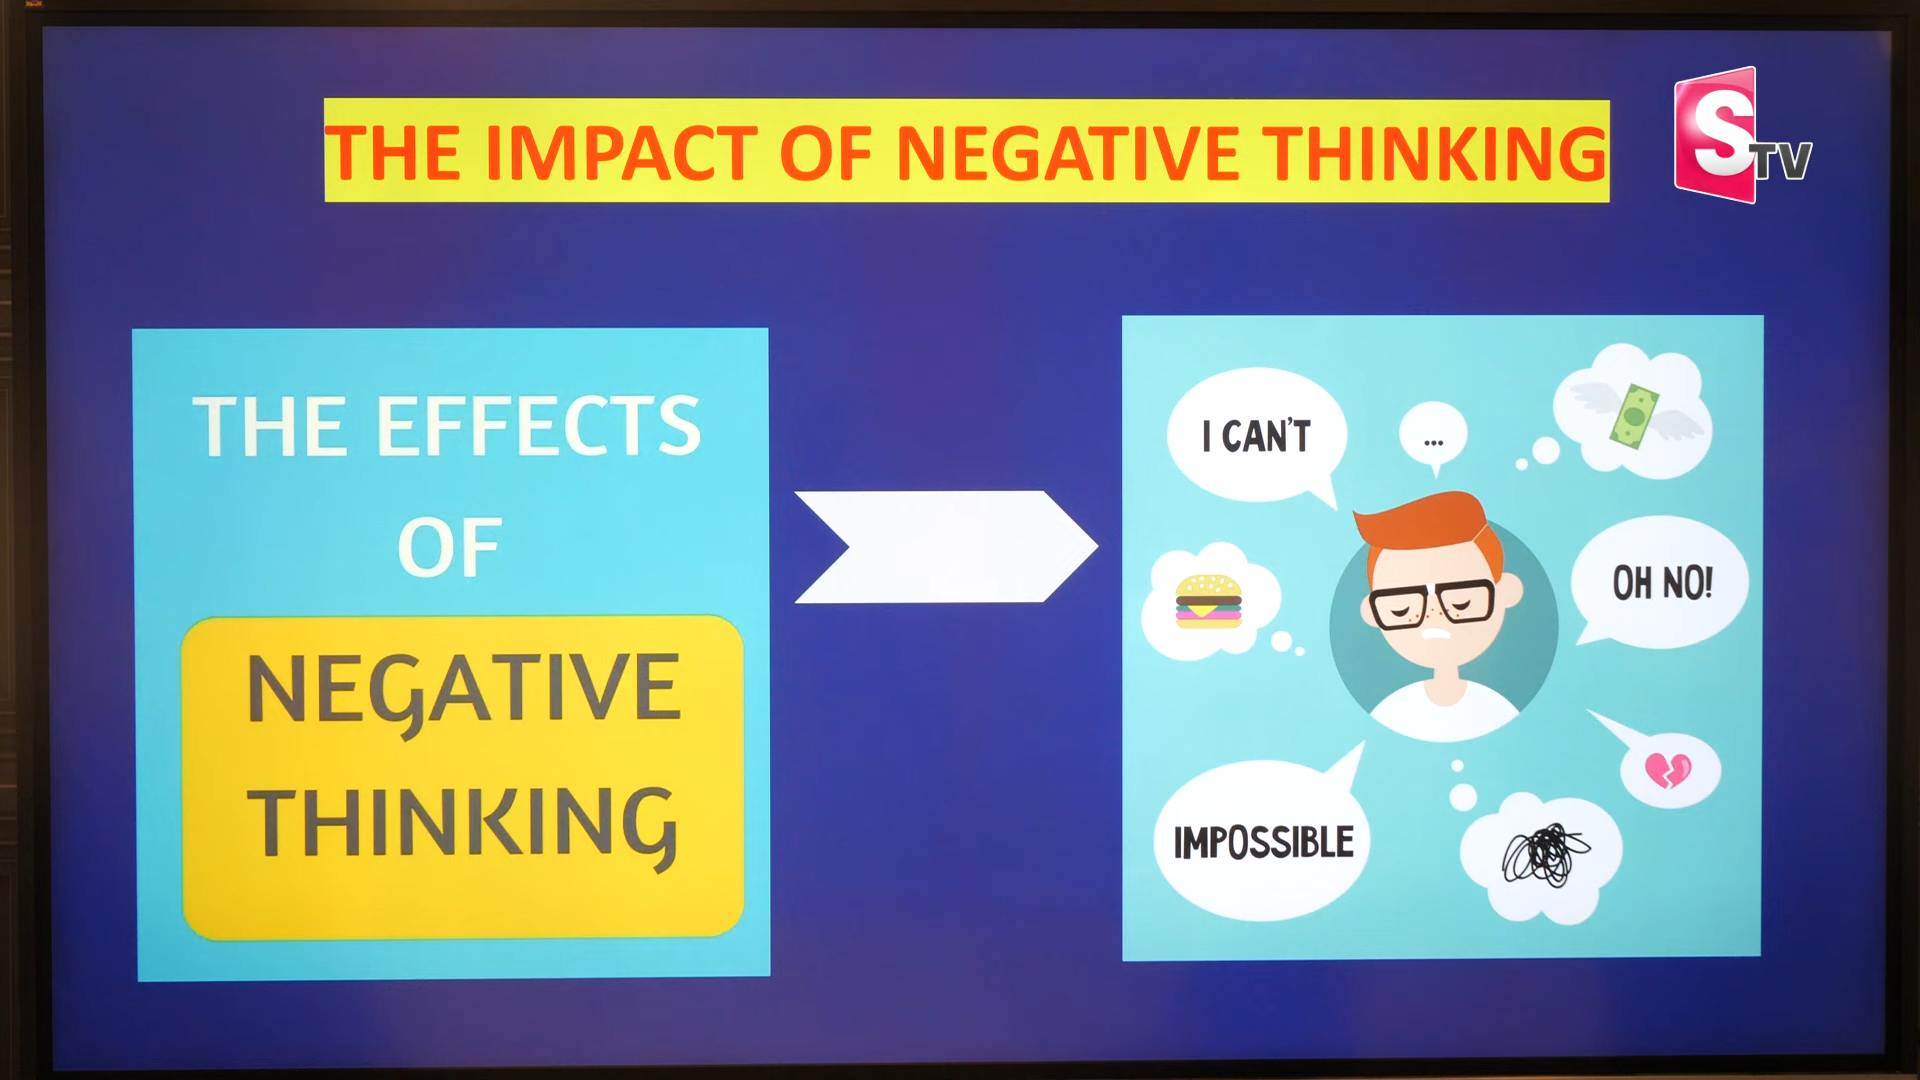 THE IMPACT OF NEGATIVE THINKING
STV
THE EFFECTS
OF
NEGATIVE
THINKING
I CAN'T
...
OH NO!
IMPOSSIBLE